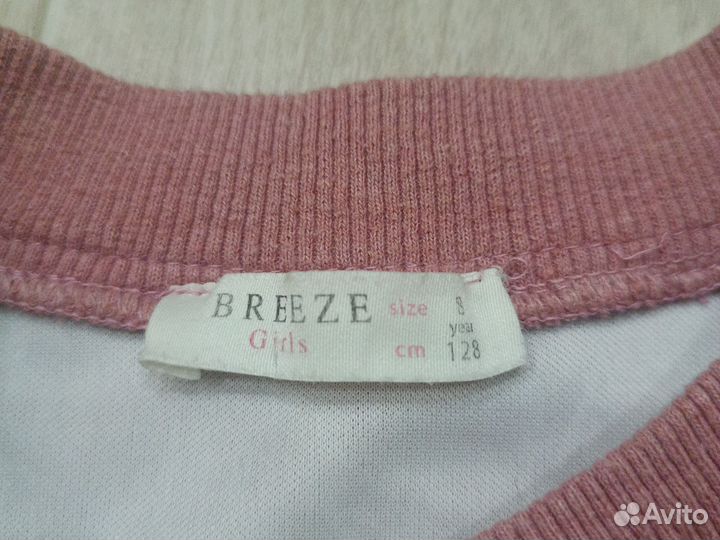 BREEZE size 8
year
Girls cm 128
Avito